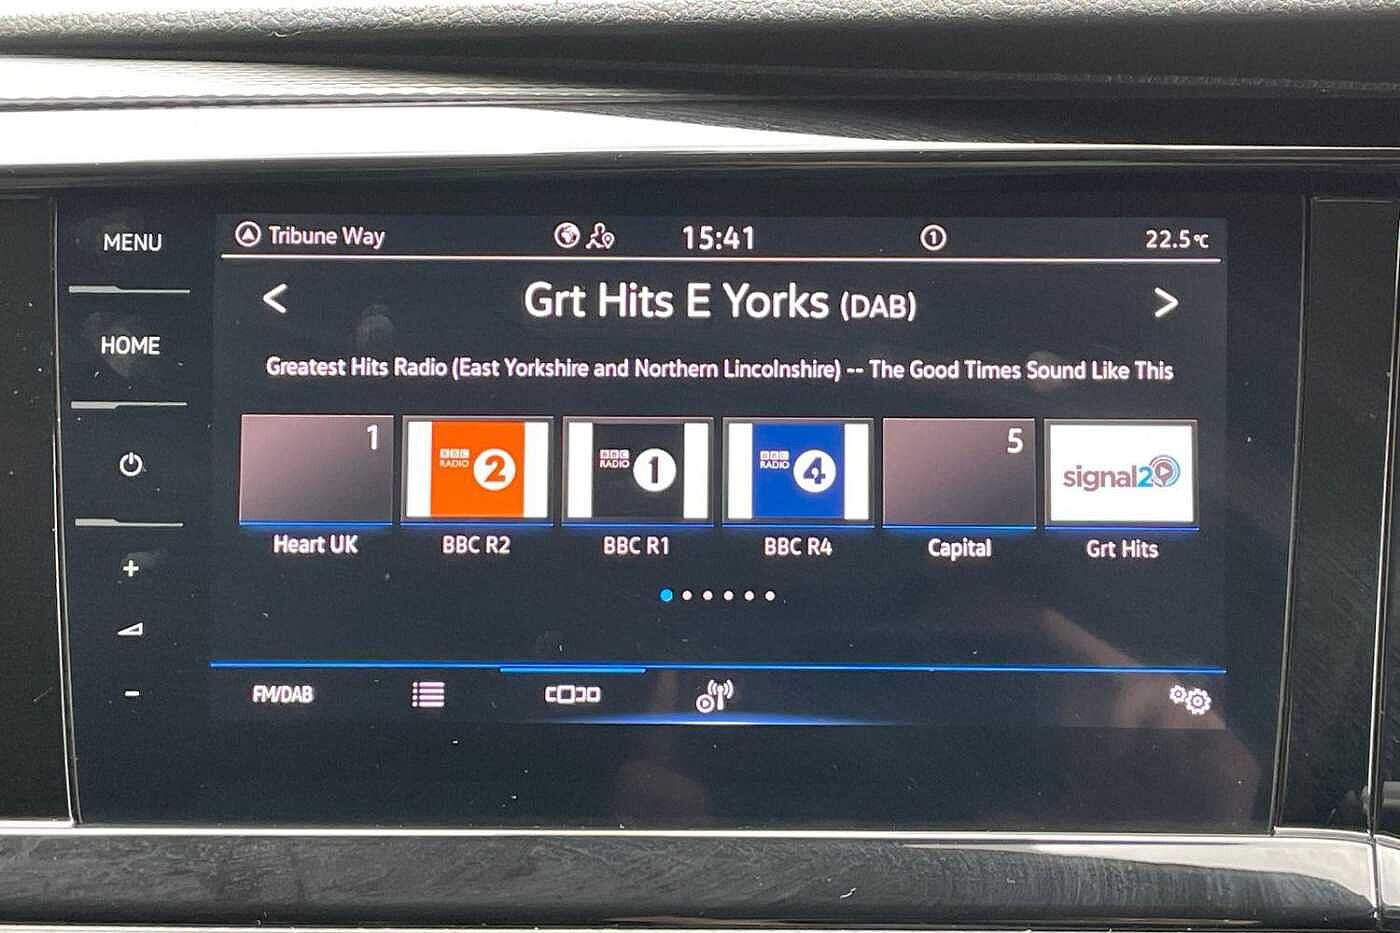 MENU
HOME
Tribune Way
15:41
1
22.5°C
< Grt Hits E Yorks (DAB) >
Greatest Hits Radio (East Yorkshire and Northern Lincolnshire) -- The Good Times Sound Like This
1
BBC RADIO 2
BBC RADIO 1
BBC RADIO 4
5
signal2
Heart UK
BBC R2
BBC R1
BBC R4
Capital
Grt Hits
+
-
FM/DAB